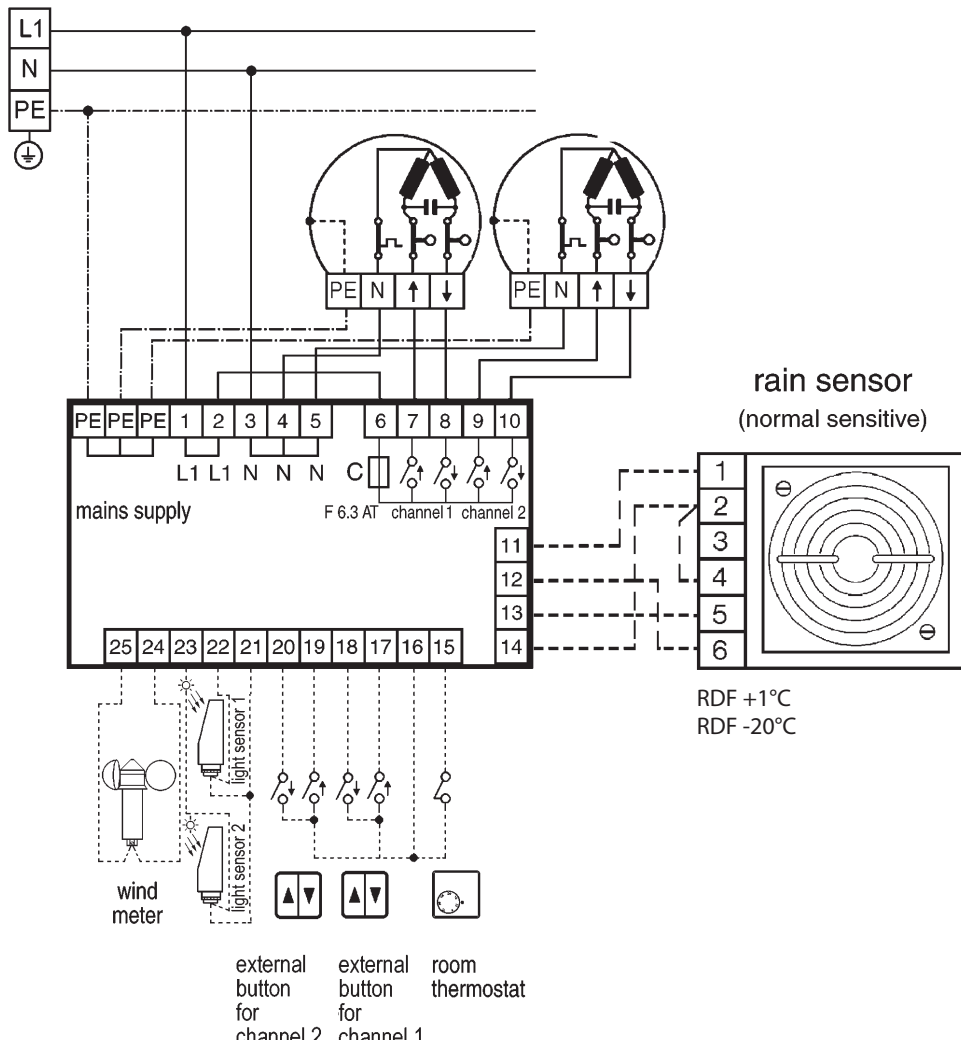 L1
N
PE
PE N ↑ ↓
PE N ↑ ↓
rain sensor
(normal sensitive)
PE PE PE 1 2 3 4 5 6 7 8 9 10
L1 L1 N N N
C
mains supply
F 6.3 AT channel 1 channel 2
11
12
13
14
1
2
3
4
5
6
RDF +1°C
RDF -20°C
25 24 23 22 21 20 19 18 17 16 15
light sensor 1
light sensor 2
wind
meter
external
button
for
channel 2
external
button
for
channel 1
room
thermostat